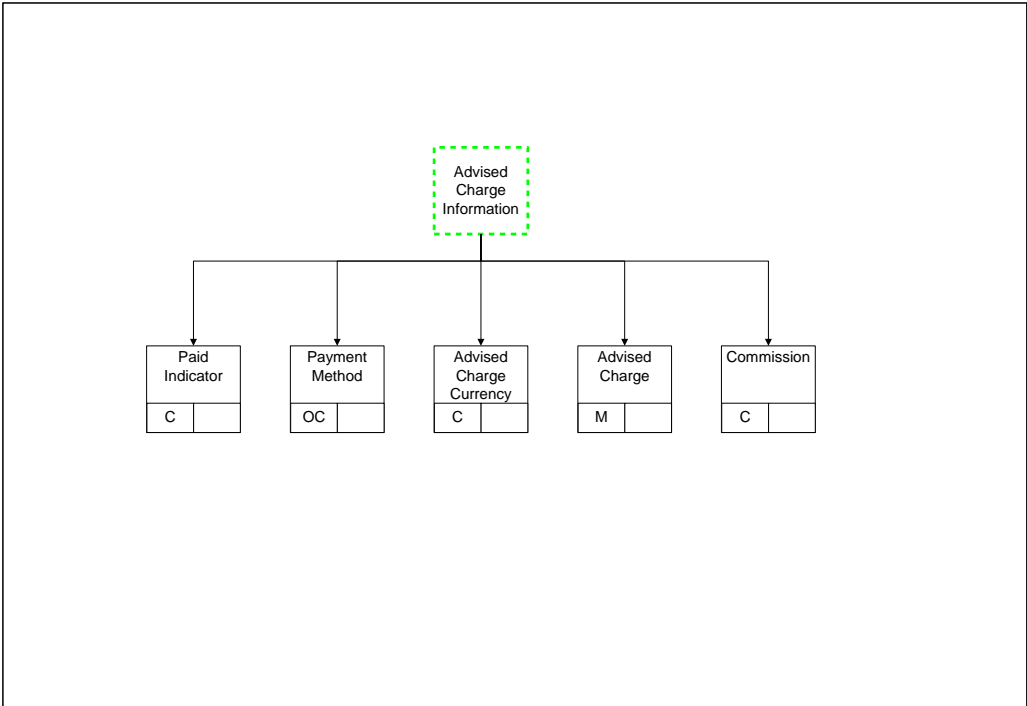 Advised
Charge
Information
Paid
Indicator
C
Payment
Method
OC
Advised
Charge
Currency
C
Advised
Charge
M
Commission
C